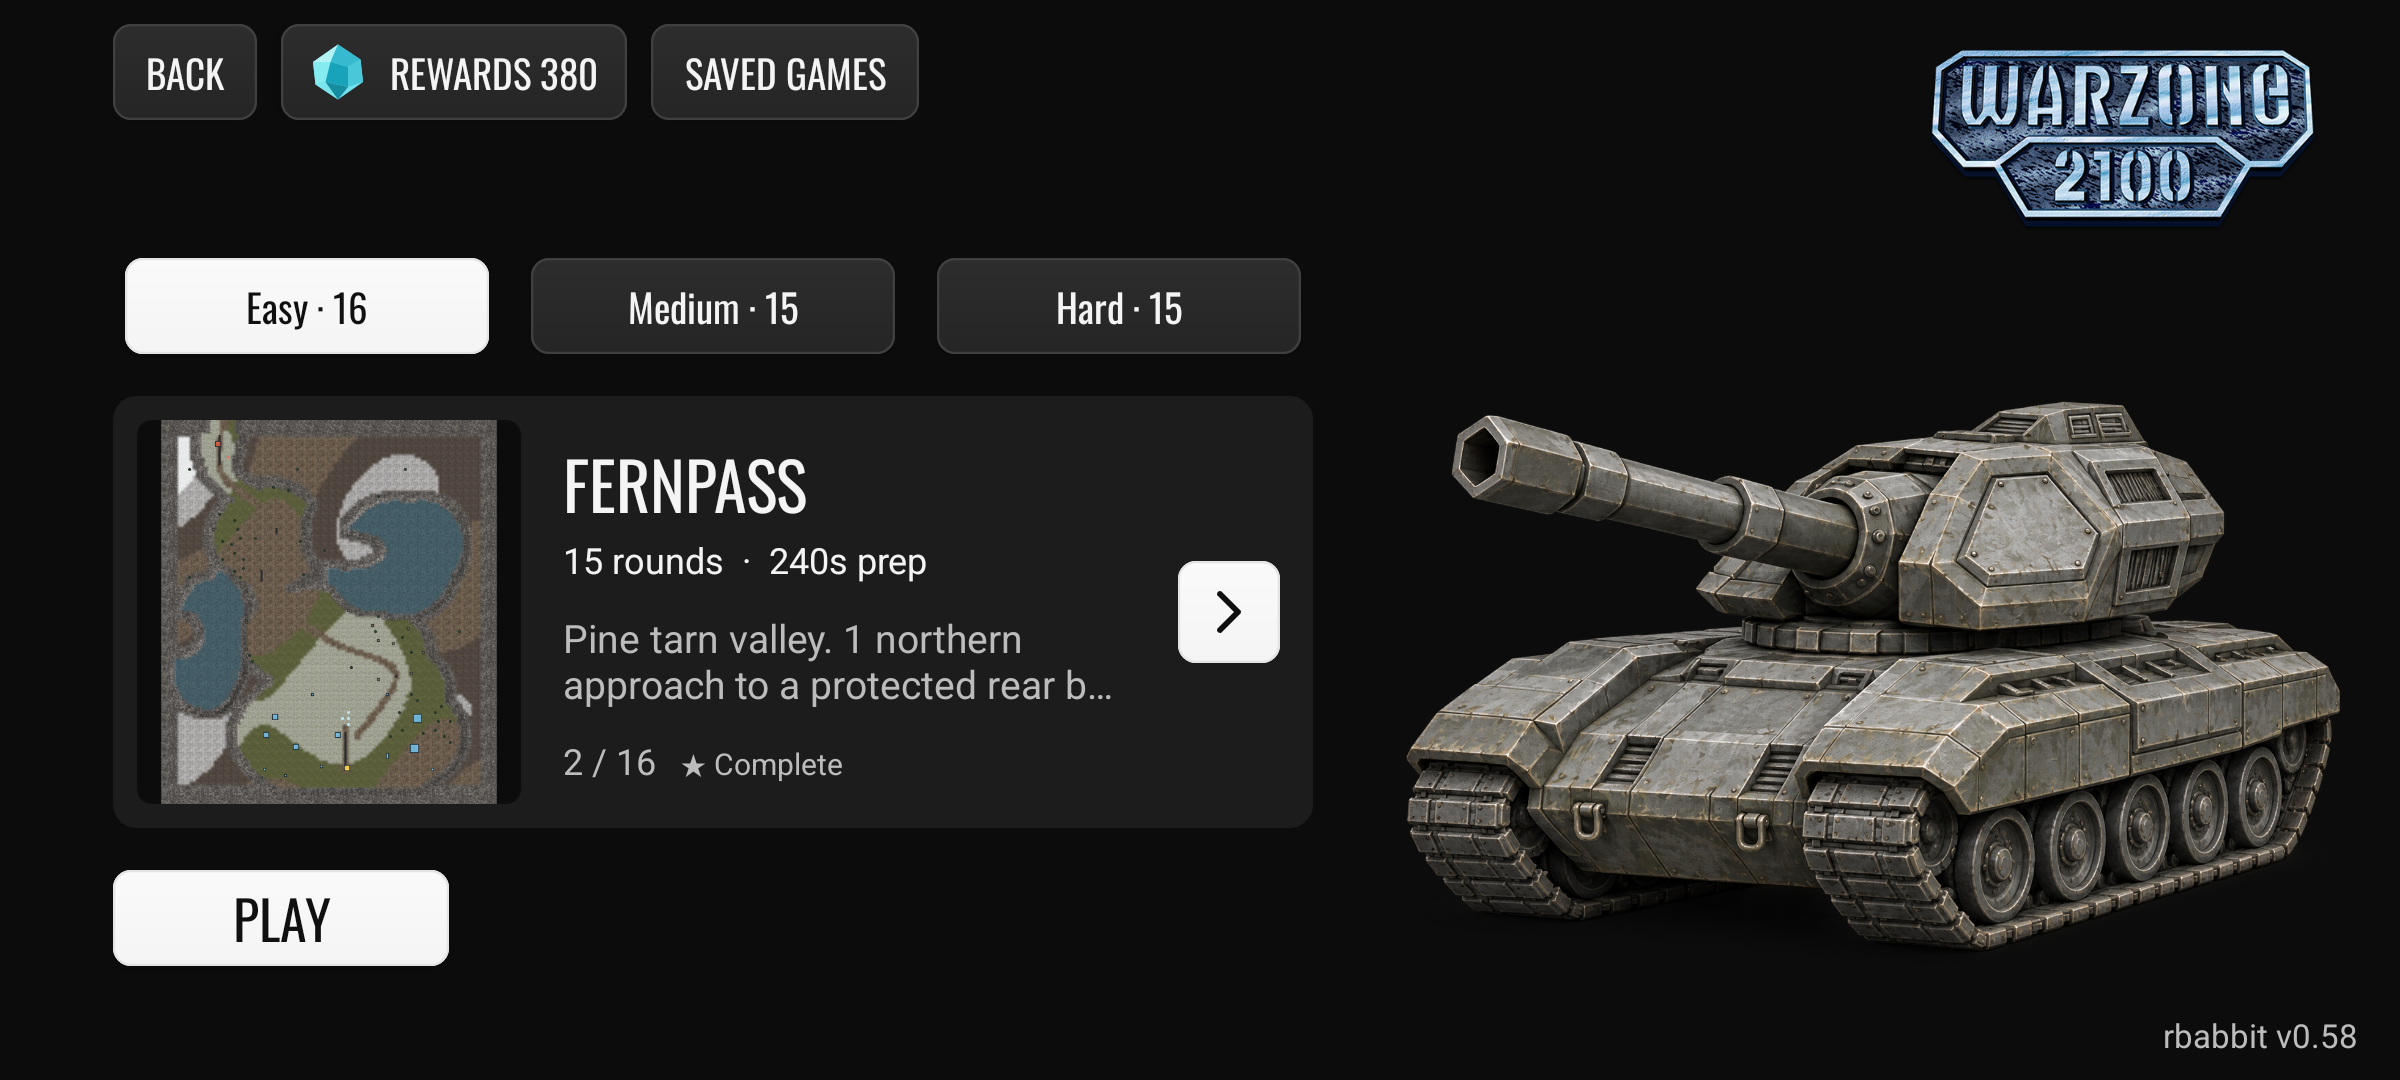 BACK
REWARDS 380
SAVED GAMES
WARZONE
2100
Easy · 16
Medium · 15
Hard · 15
FERNPASS
15 rounds · 240s prep
Pine tarn valley. 1 northern
approach to a protected rear b...
2 / 16 ★ Complete
PLAY
rbabbit v0.58